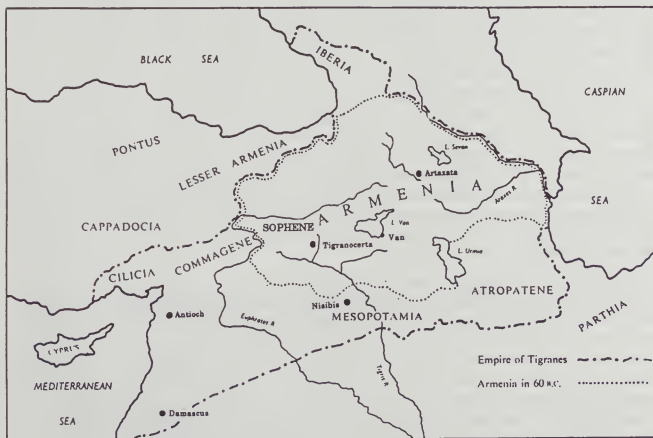 BLACK SEA
IBERIA
CASPIAN
SEA
PONTUS
LESSER ARMENIA
L. Sevan
Artaxata
ARMENIA
Araxes R
CAPPADOCIA
SOPHENE
L. Van
Van
Tigranocerta
L. Urmia
CILICIA
COMMAGENE
ATROPATENE
Nisibis
MESOPOTAMIA
PARTHIA
Antioch
Euphrates R
CYPRUS
Tigris R
Empire of Tigranes
MEDITERRANEAN
SEA
Armenia in 60 B.C.
Damascus